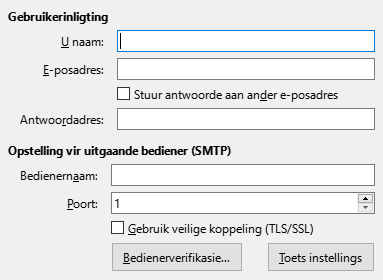 Gebruikerinligting
U naam:
E-posadres:
Stuur antwoorde aan ander e-posadres
Antwoordadres:
Opstelling vir uitgaande bediener (SMTP)
Bedienernaam:
Poort: 1
Gebruik veilige koppeling (TLS/SSL)
Bedienerverifikasie... Toets instellings